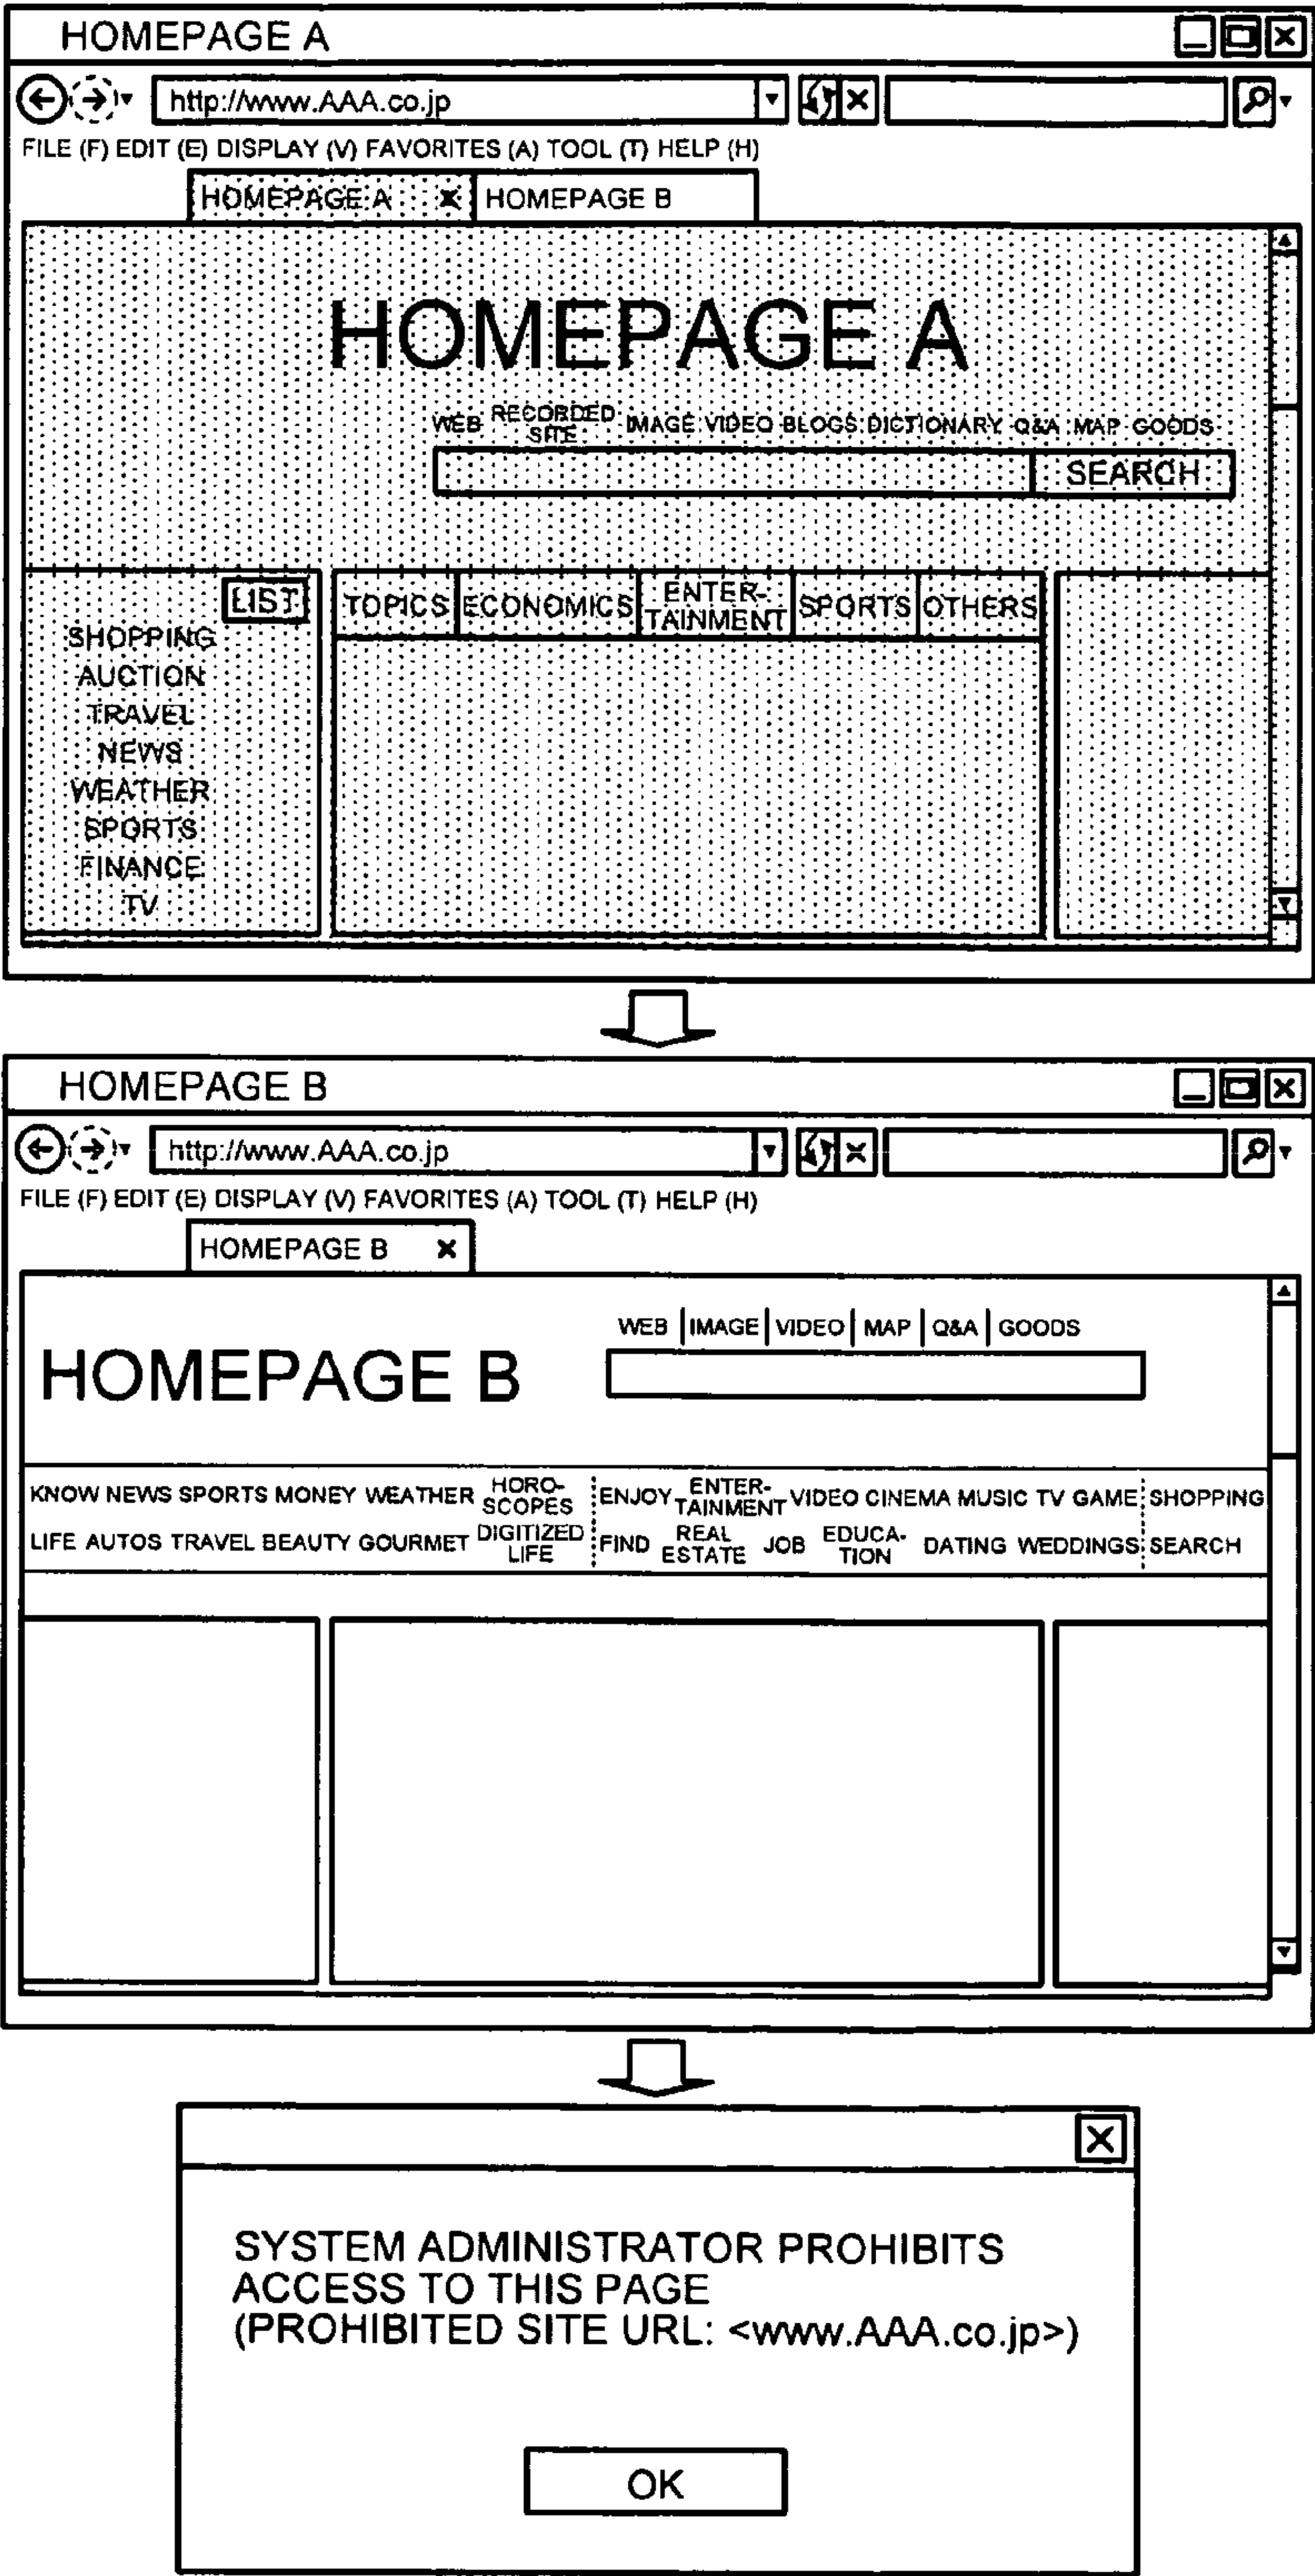 HOMEPAGE A
http://www.AAA.co.jp
FILE (F) EDIT (E) DISPLAY (V) FAVORITES (A) TOOL (T) HELP (H)
HOMEPAGE A HOMEPAGE B
HOMEPAGE A
WEB RECORDED SITE IMAGE VIDEO BLOGS DICTIONARY Q&A MAP GOODS
SEARCH
LIST
SHOPPING
AUCTION
TRAVEL
NEWS
WEATHER
SPORTS
FINANCE
TV
TOPICS ECONOMICS ENTER-
TAINMENT SPORTS OTHERS
HOMEPAGE B
http://www.AAA.co.jp
FILE (F) EDIT (E) DISPLAY (V) FAVORITES (A) TOOL (T) HELP (H)
HOMEPAGE B
WEB IMAGE VIDEO MAP Q&A GOODS
HOMEPAGE B
KNOW NEWS SPORTS MONEY WEATHER HORO-
SCOPES ENJOY ENTER-
TAINMENT VIDEO CINEMA MUSIC TV GAME SHOPPING
LIFE AUTOS TRAVEL BEAUTY GOURMET DIGITIZED
LIFE FIND REAL
ESTATE JOB EDUCA-
TION DATING WEDDINGS SEARCH
SYSTEM ADMINISTRATOR PROHIBITS
ACCESS TO THIS PAGE
(PROHIBITED SITE URL: <www.AAA.co.jp>)
OK